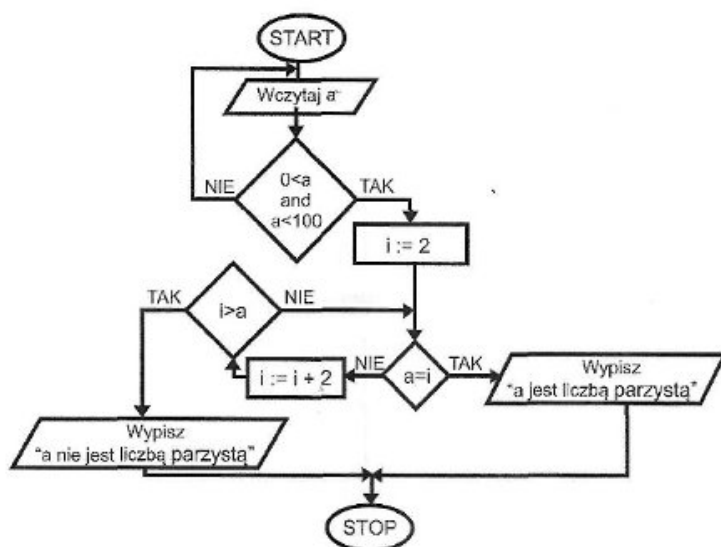 START
Wczytaj a
NIE
0<a
and
a<100
TAK
i := 2
TAK
i>a
NIE
NIE
a=i
TAK
i := i + 2
Wypisz
"a jest liczbą parzystą"
Wypisz
"a nie jest liczbą parzystą"
STOP